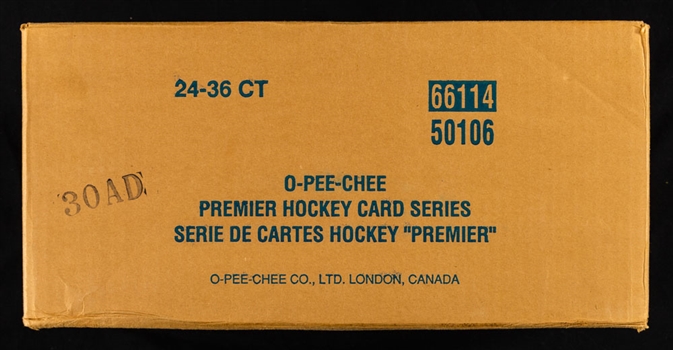 24-36 CT
66114
50106
30AD
O-PEE-CHEE
PREMIER HOCKEY CARD SERIES
SERIE DE CARTES HOCKEY "PREMIER"
O-PEE-CHEE CO., LTD. LONDON, CANADA